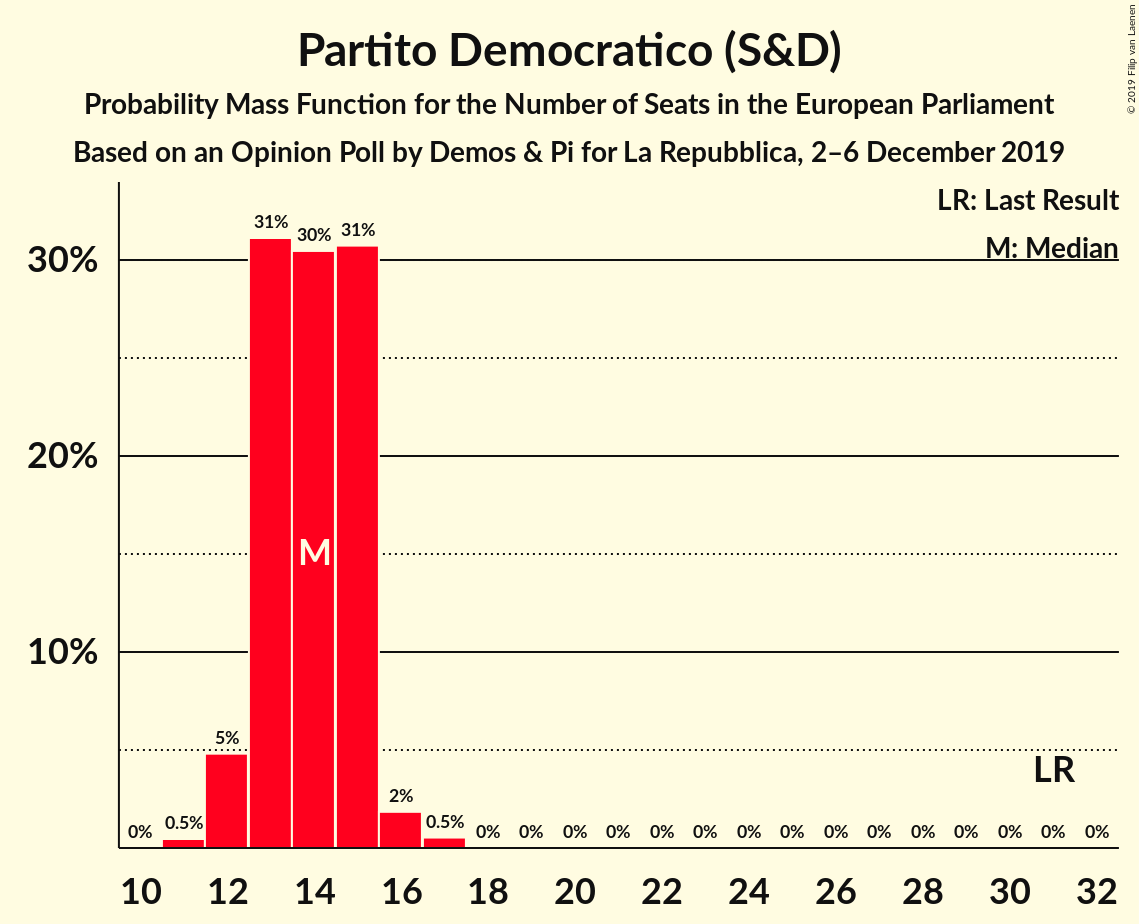 Partito Democratico (S&D)
Probability Mass Function for the Number of Seats in the European Parliament
Based on an Opinion Poll by Demos & Pi for La Repubblica, 2–6 December 2019
© 2019 Filip van Laenen
LR: Last Result
M: Median
30%
20%
10%
0% 0.5% 5% 31% 30% 31% 2% 0.5% 0% 0% 0% 0% 0% 0% 0% 0% 0% 0% 0% 0% 0% 0% 0%
M
LR
10 12 14 16 18 20 22 24 26 28 30 32